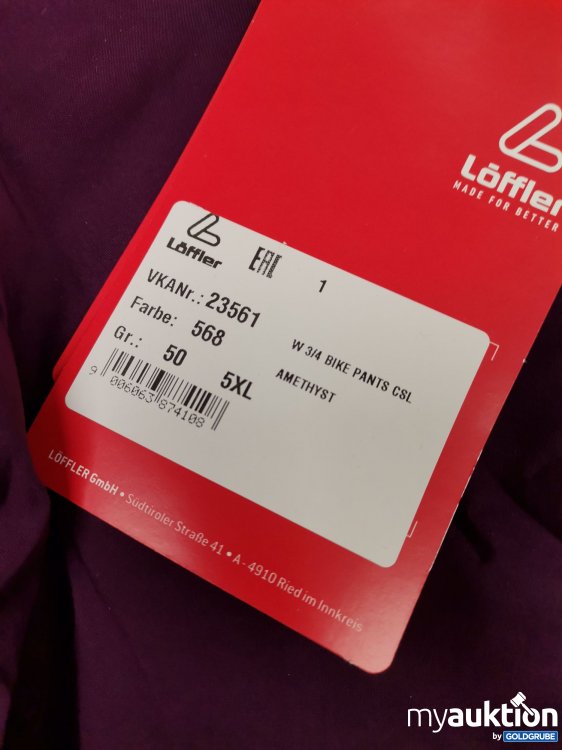 Löffler
MADE FOR BETTER
Löffler
1
VKANr.: 23561
W 3/4 BIKE PANTS CSL
Farbe: 568
AMETHYST
Gr.: 50 5XL
9 006063 874108
LÖFFLER GmbH • Südtiroler Straße 41 • A - 4910 Ried im Innkreis
myauktion
by GOLDGRUBE